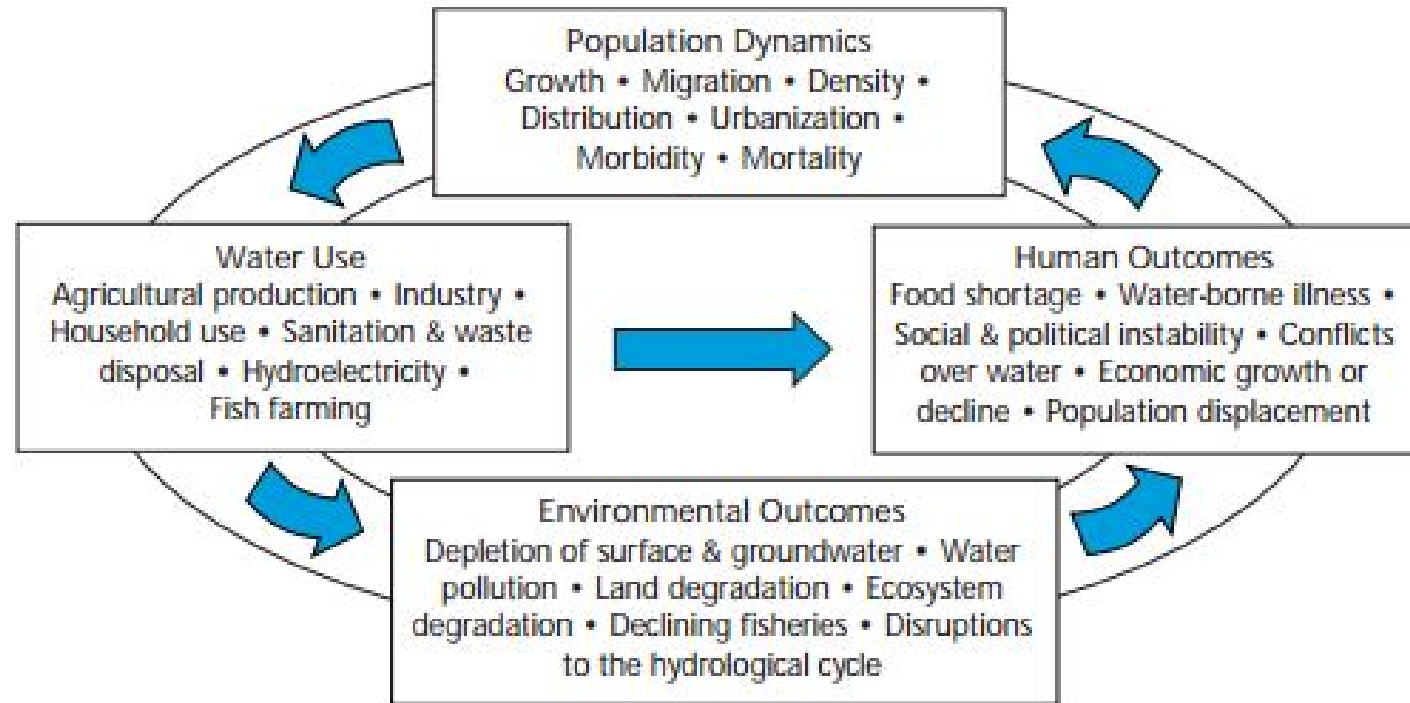 Population Dynamics
Growth • Migration • Density •
Distribution • Urbanization •
Morbidity • Mortality
Water Use
Agricultural production • Industry •
Household use • Sanitation & waste
disposal • Hydroelectricity •
Fish farming
Human Outcomes
Food shortage • Water-borne illness •
Social & political instability • Conflicts
over water • Economic growth or
decline • Population displacement
Environmental Outcomes
Depletion of surface & groundwater • Water
pollution • Land degradation • Ecosystem
degradation • Declining fisheries • Disruptions
to the hydrological cycle